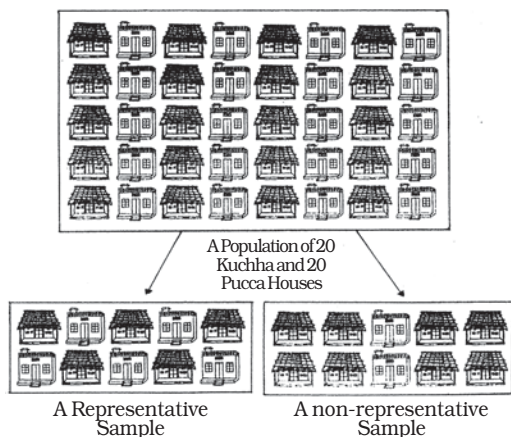 A Population of 20
Kuchha and 20
Pucca Houses
A Representative
Sample
A non-representative
Sample